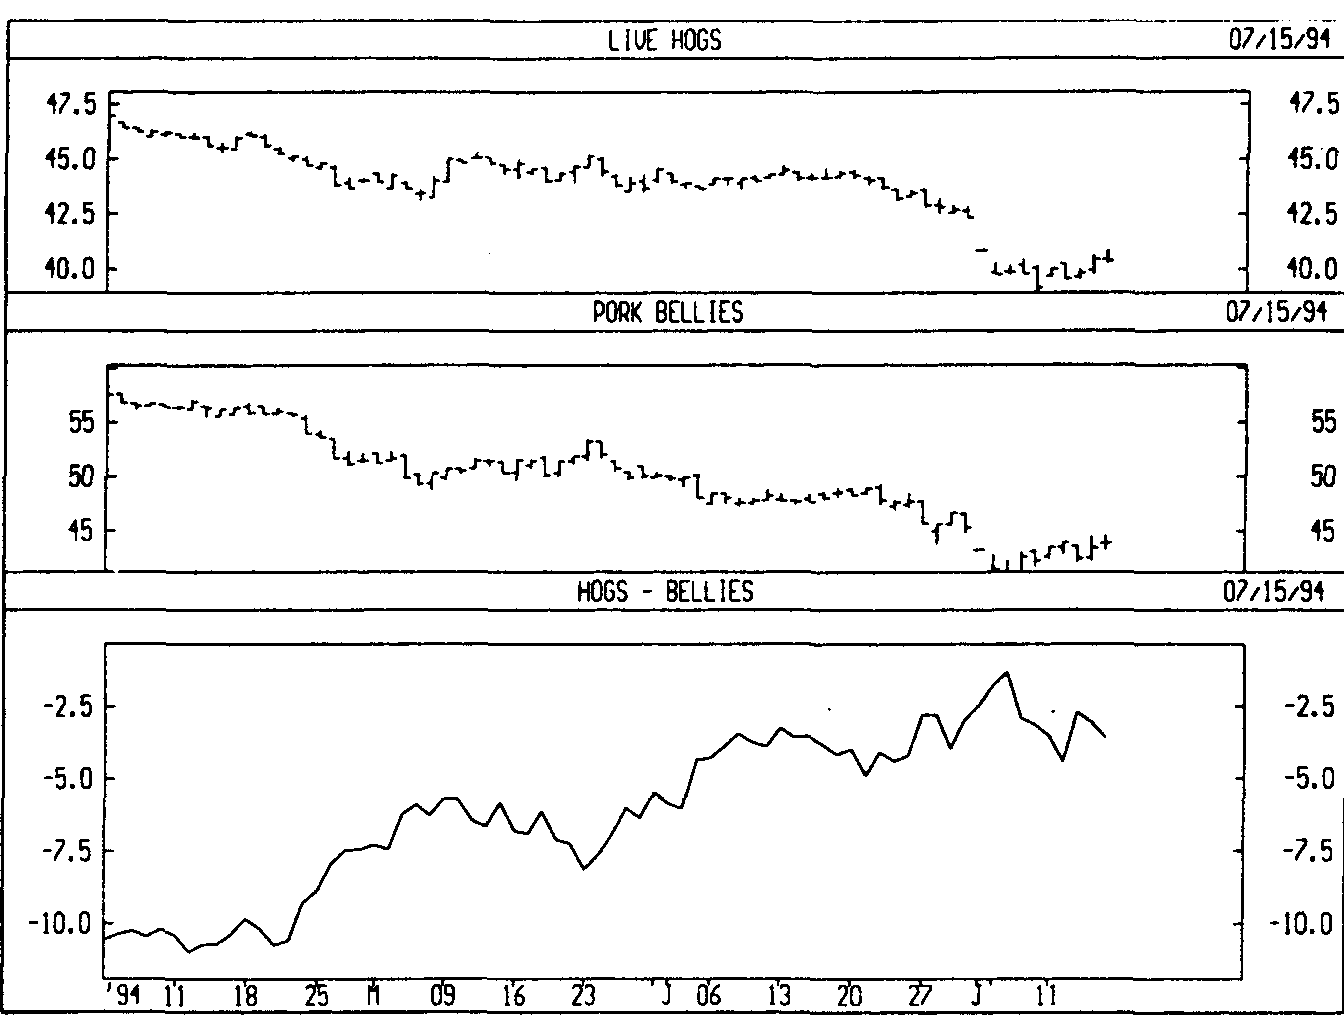 LIVE HOGS 07/15/94
47.5 47.5
45.0 45.0
42.5 42.5
40.0 40.0
PORK BELLIES 07/15/94
55 55
50 50
45 45
HOGS - BELLIES 07/15/94
-2.5 -2.5
-5.0 -5.0
-7.5 -7.5
-10.0 -10.0
'94 11 18 25 M 09 16 23 J 06 13 20 27 J 11